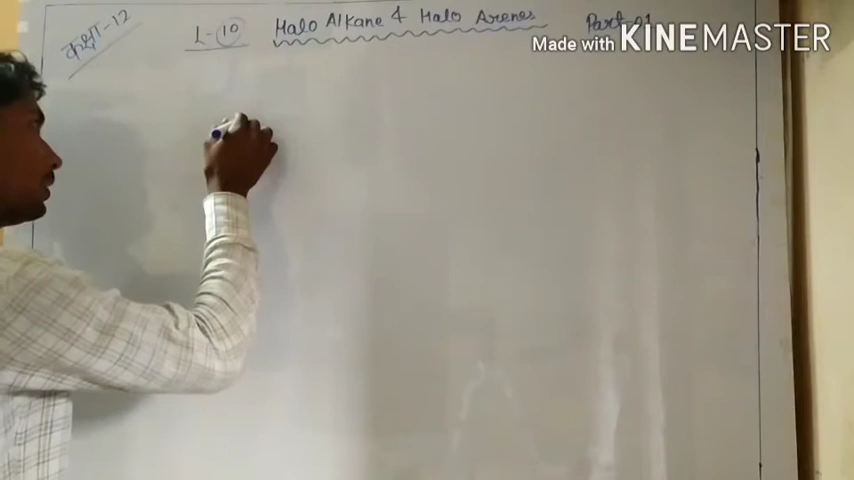 कक्षा-12 L-10 Halo Alkane & Halo Arenes Part-01
Made with KINEMASTER